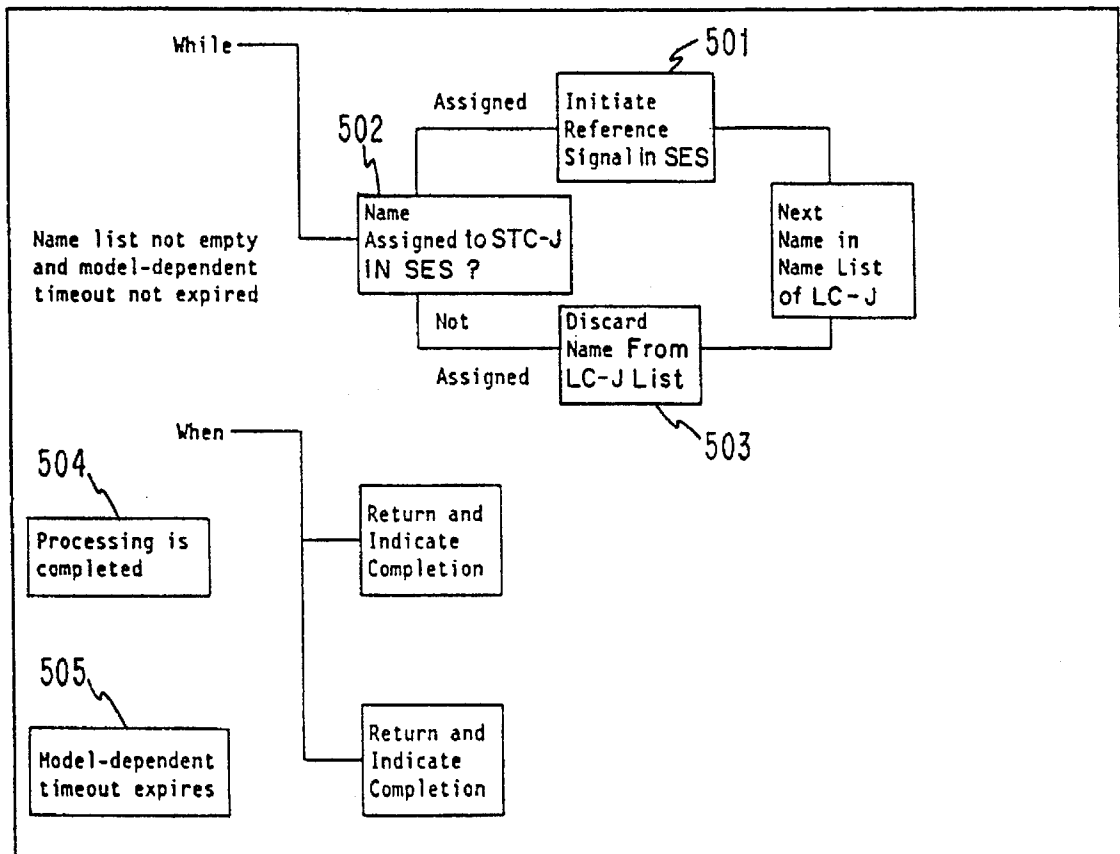 While
501
Assigned
Initiate
Reference
Signal in SES
502
Name
Assigned to STC-J
IN SES ?
Next
Name in
Name List
of LC-J
Name list not empty
and model-dependent
timeout not expired
Not
Assigned
Discard
Name From
LC-J List
503
When
504
Processing is
completed
Return and
Indicate
Completion
505
Model-dependent
timeout expires
Return and
Indicate
Completion